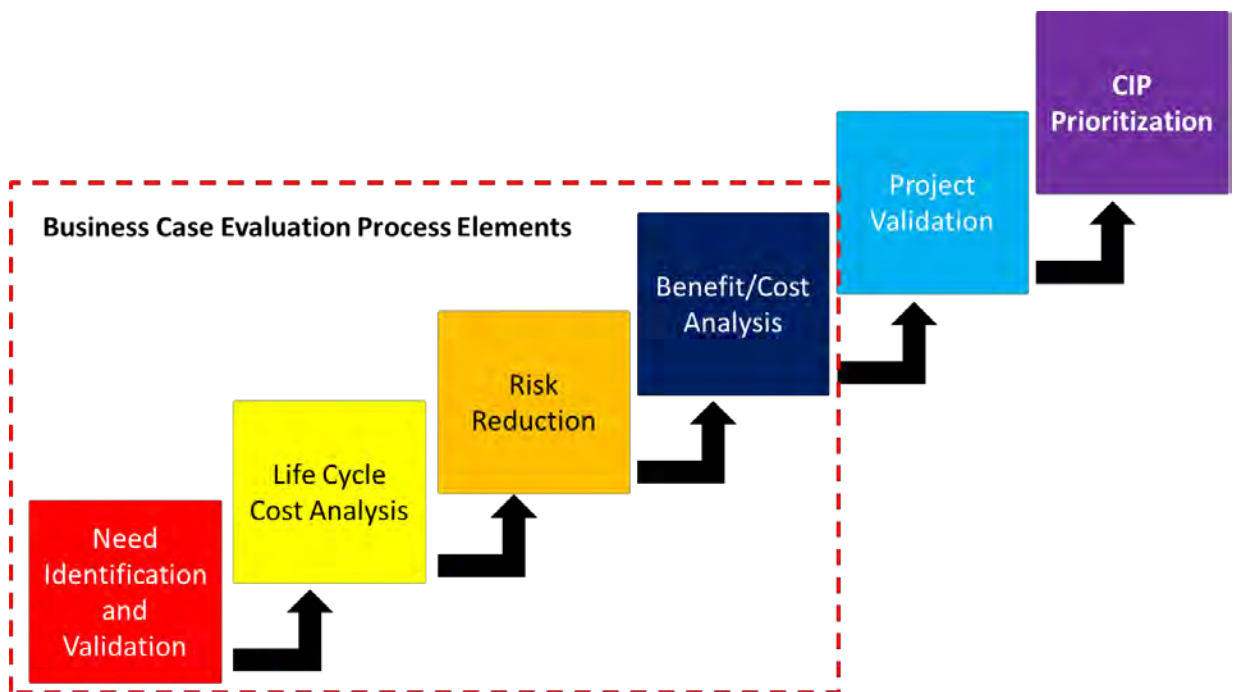 CIP
Prioritization
Project
Validation
Business Case Evaluation Process Elements
Benefit/Cost
Analysis
Risk
Reduction
Life Cycle
Cost Analysis
Need
Identification
and
Validation